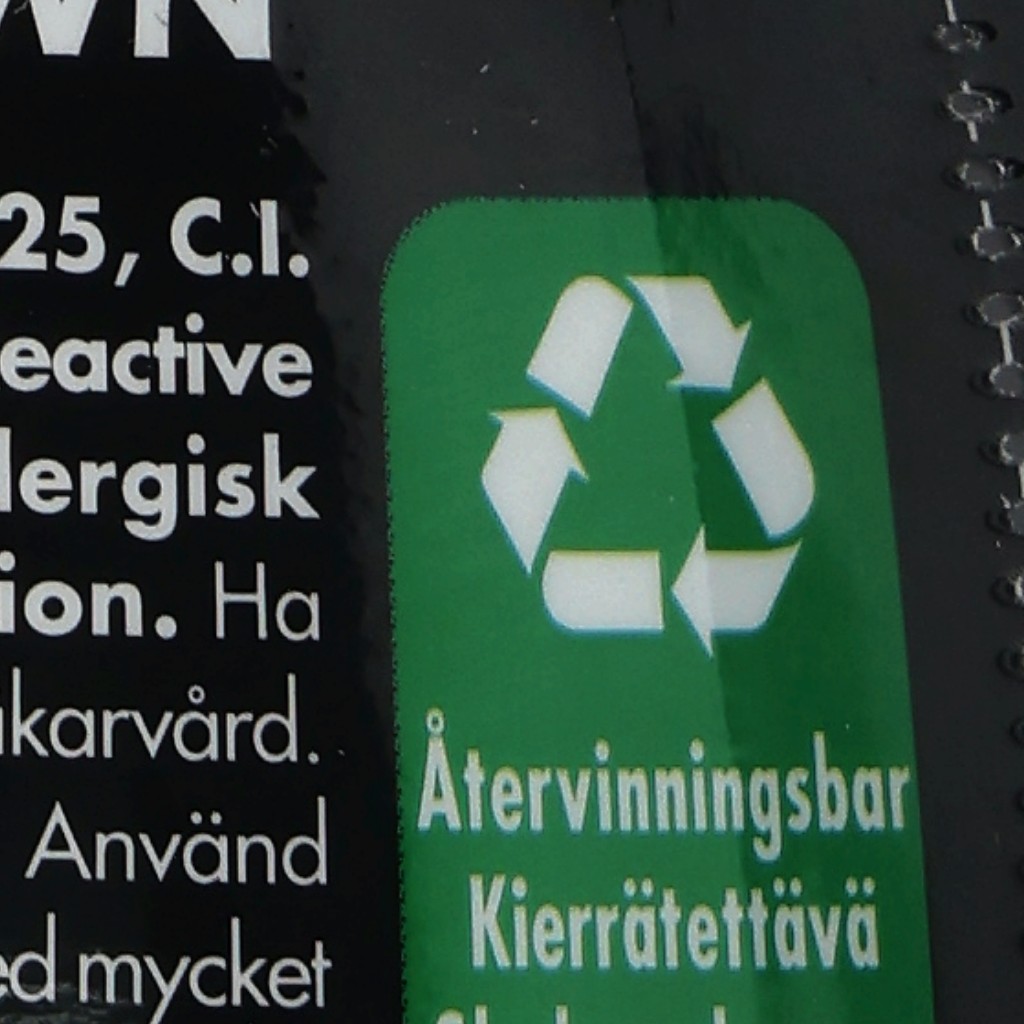 25, C.I.
eactive
lergisk
ion. Ha
karvård.
Använd
ed mycket
Återvinningsbar
Kierrätettävä